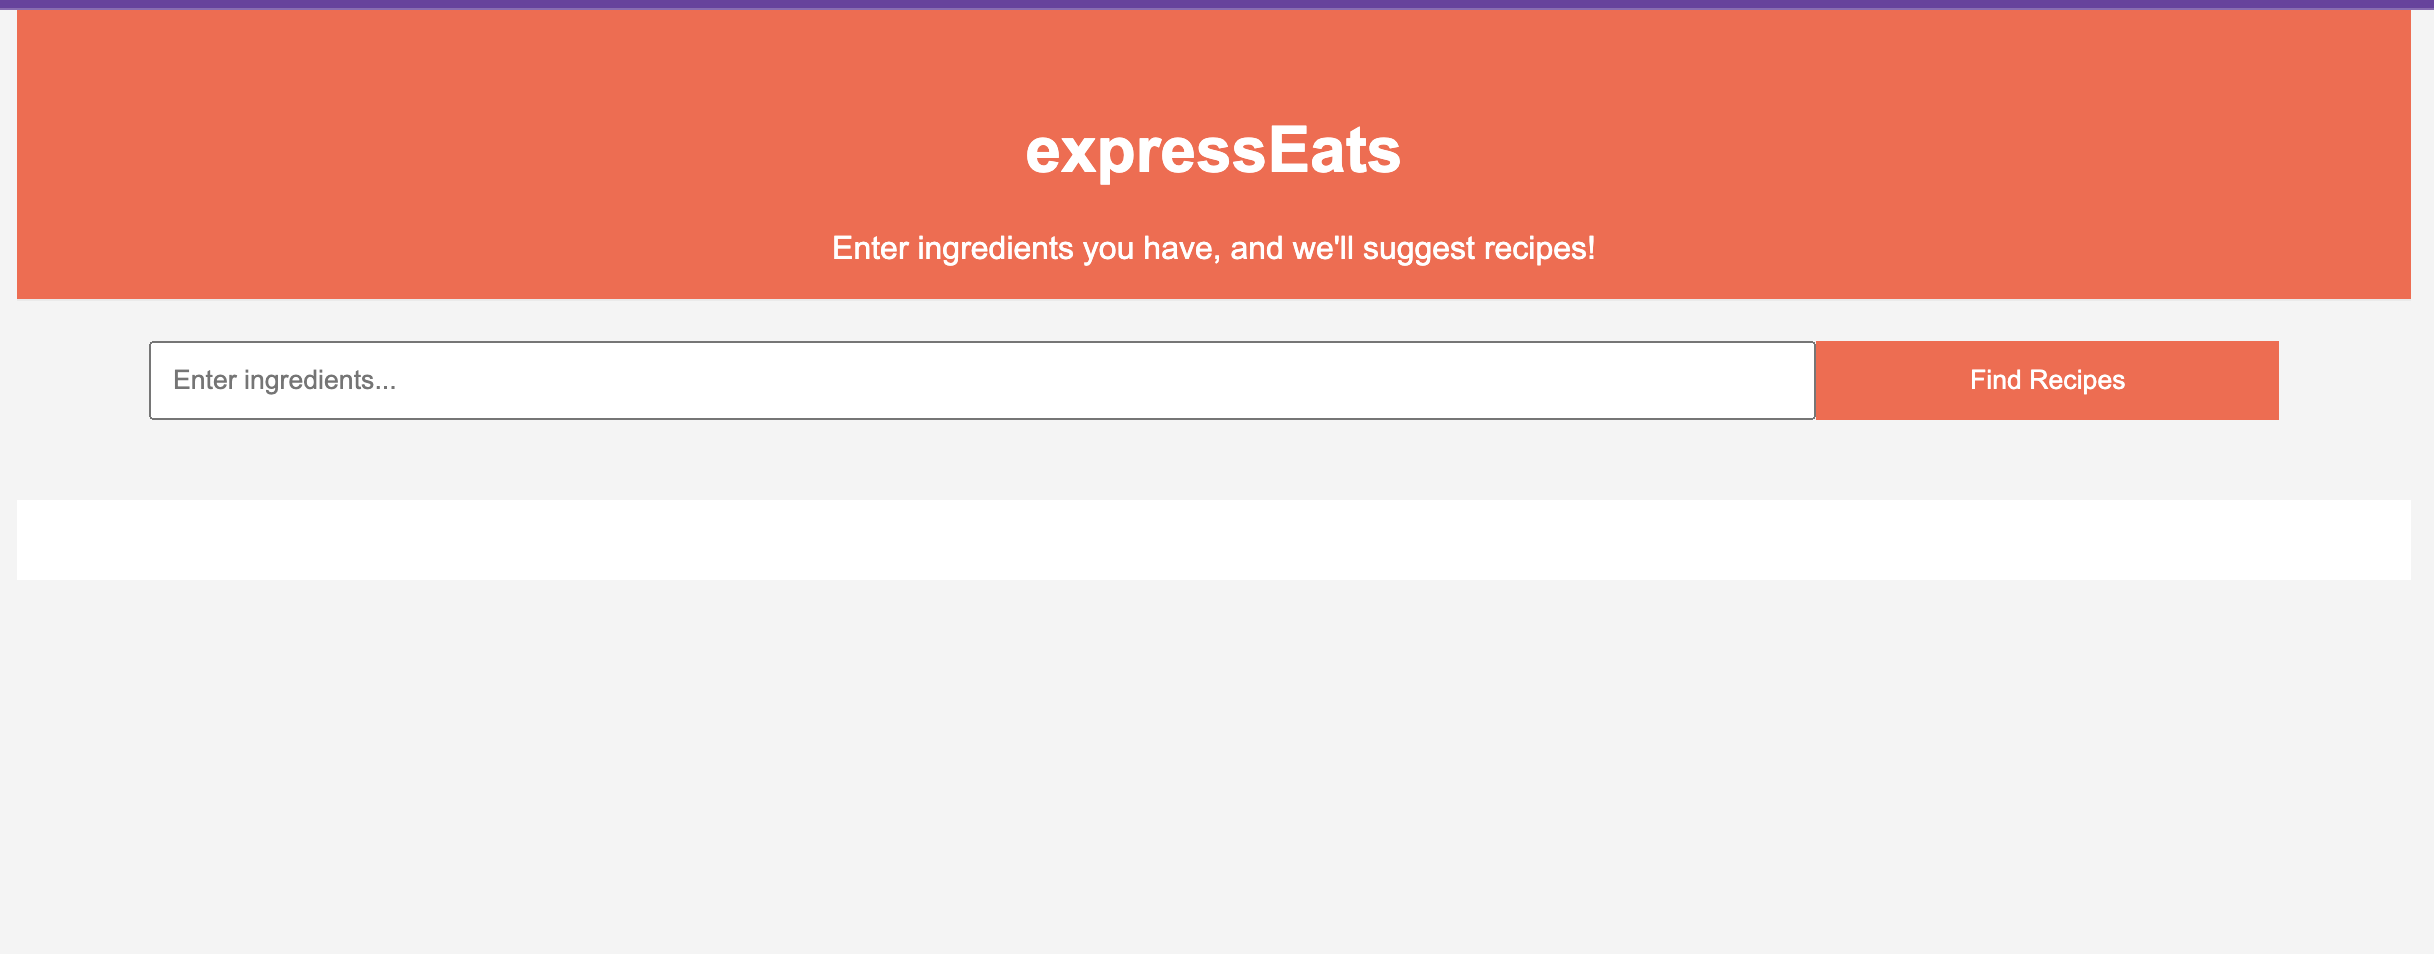 expressEats
Enter ingredients you have, and we'll suggest recipes!
Enter ingredients...
Find Recipes